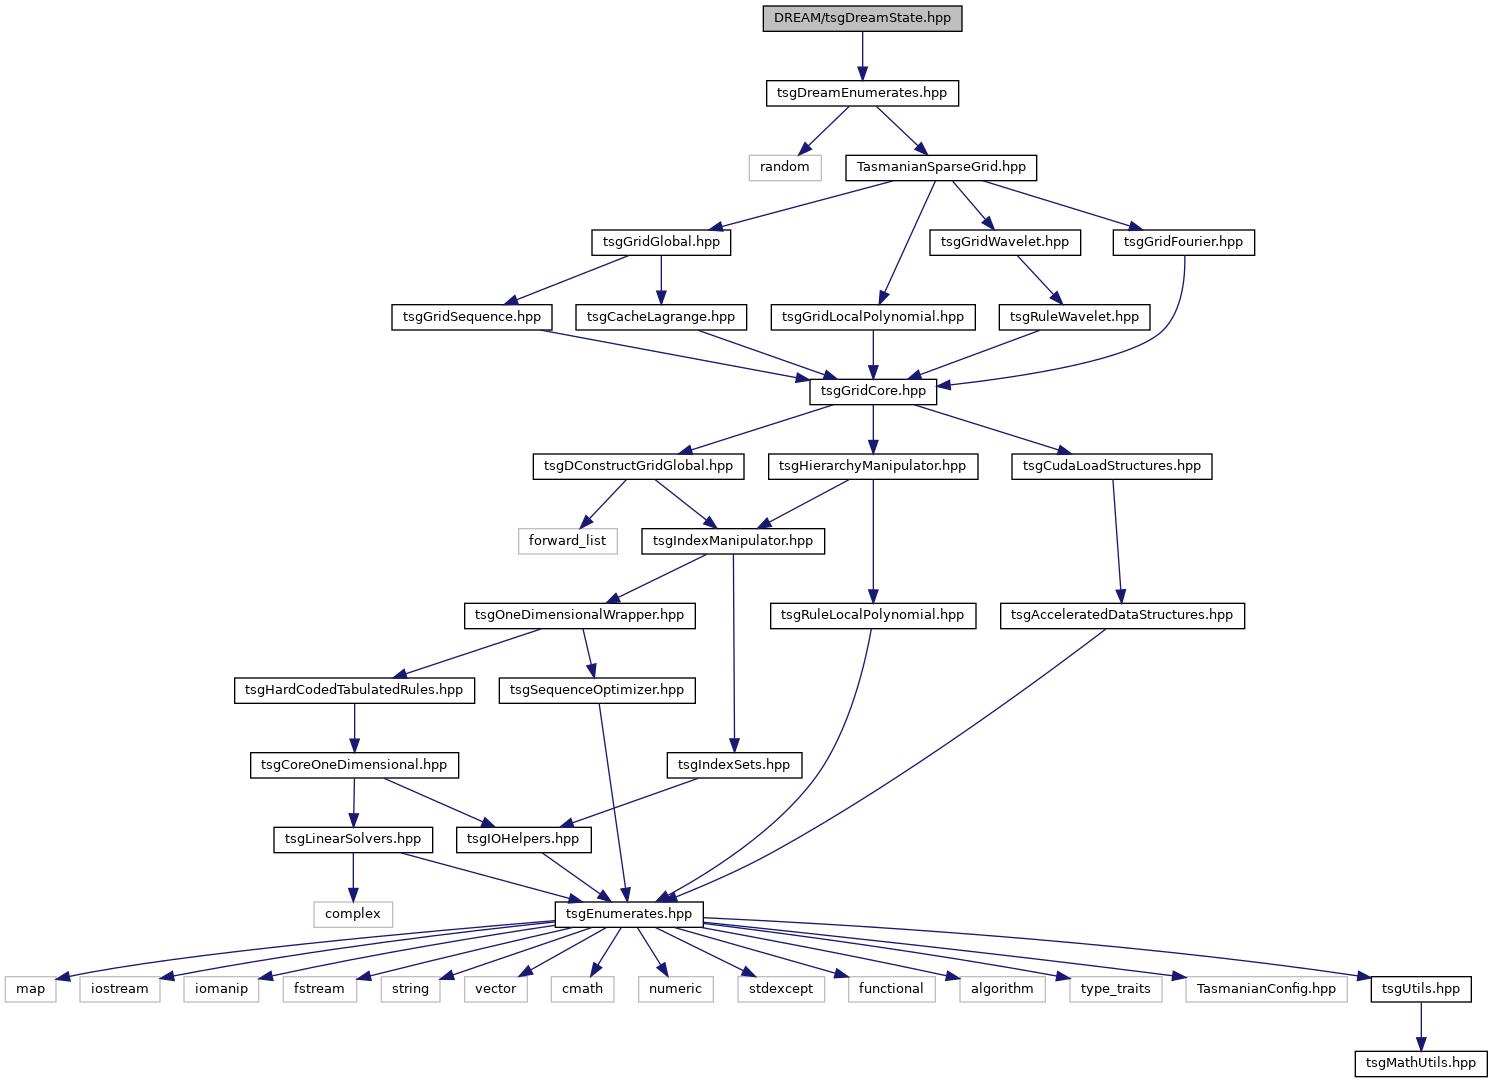 DREAM/tsgDreamState.hpp
tsgDreamEnumerates.hpp
random
TasmanianSparseGrid.hpp
tsgGridGlobal.hpp
tsgGridWavelet.hpp
tsgGridFourier.hpp
tsgGridSequence.hpp
tsgCacheLagrange.hpp
tsgGridLocalPolynomial.hpp
tsgRuleWavelet.hpp
tsgGridCore.hpp
tsgDConstructGridGlobal.hpp
tsgHierarchyManipulator.hpp
tsgCudaLoadStructures.hpp
forward_list
tsgIndexManipulator.hpp
tsgOneDimensionalWrapper.hpp
tsgRuleLocalPolynomial.hpp
tsgAcceleratedDataStructures.hpp
tsgHardCodedTabulatedRules.hpp
tsgSequenceOptimizer.hpp
tsgCoreOneDimensional.hpp
tsgIndexSets.hpp
tsgLinearSolvers.hpp
tsgIOHelpers.hpp
complex
tsgEnumerates.hpp
map
iostream
iomanip
fstream
string
vector
cmath
numeric
stdexcept
functional
algorithm
type_traits
TasmanianConfig.hpp
tsgUtils.hpp
tsgMathUtils.hpp